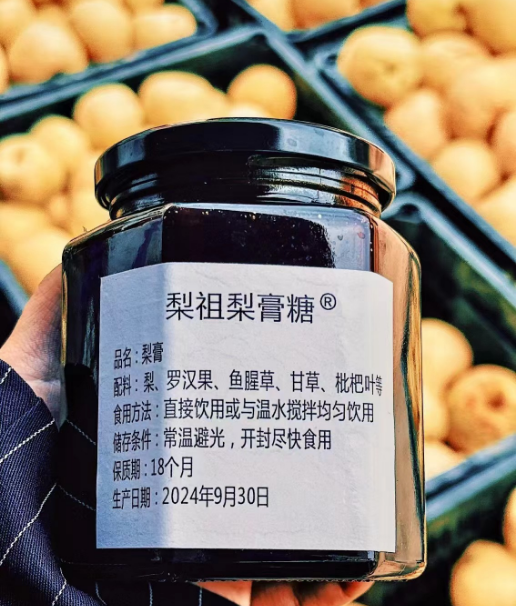 梨祖梨膏糖®
品名：梨膏
配料：梨、罗汉果、鱼腥草、甘草、枇杷叶等
食用方法：直接饮用或与温水搅拌均匀饮用
储存条件：常温避光，开封尽快食用
保质期：18个月
生产日期：2024年9月30日